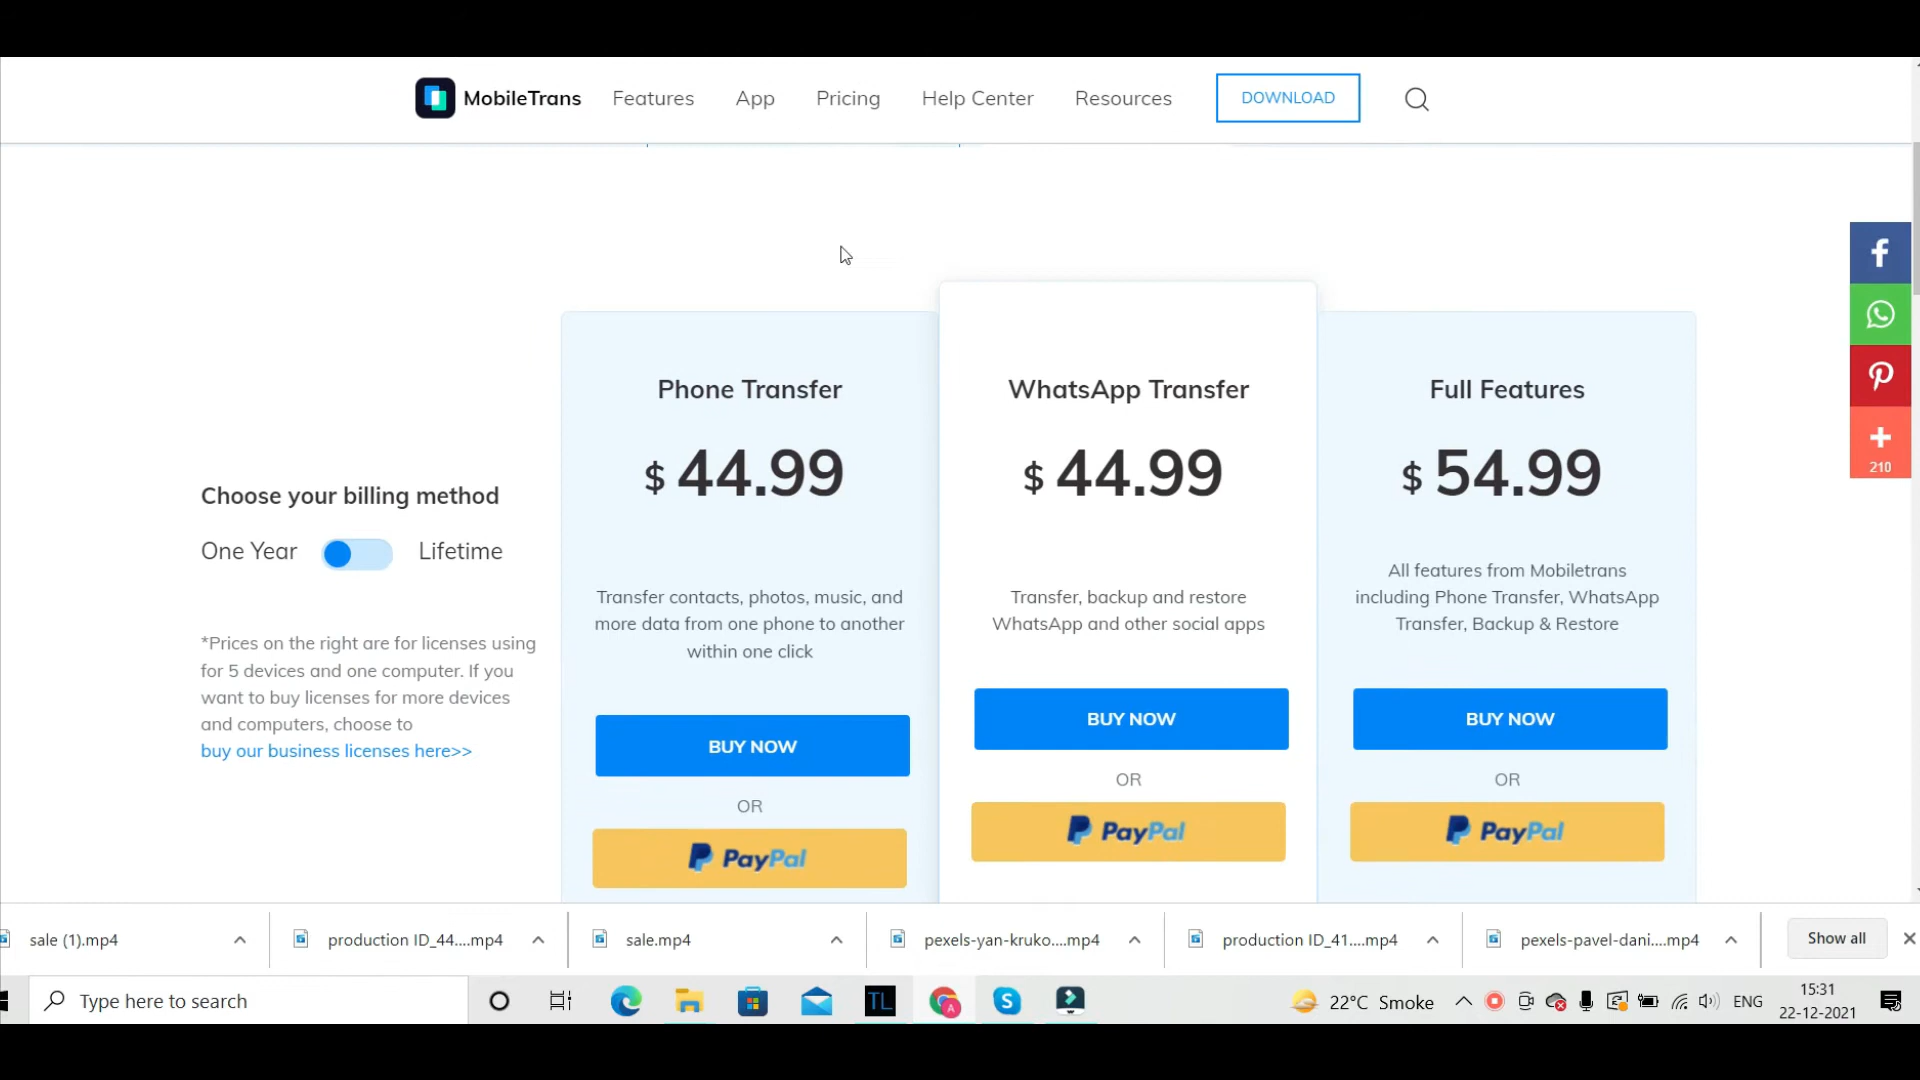 MobileTrans
Features
App
Pricing
Help Center
Resources
DOWNLOAD
Choose your billing method
One Year
Lifetime
*Prices on the right are for licenses using
for 5 devices and one computer. If you
want to buy licenses for more devices
and computers, choose to
buy our business licenses here>>
Phone Transfer
$ 44.99
Transfer contacts, photos, music, and
more data from one phone to another
within one click
BUY NOW
OR
PayPal
WhatsApp Transfer
$ 44.99
Transfer, backup and restore
WhatsApp and other social apps
BUY NOW
OR
PayPal
Full Features
$ 54.99
All features from Mobiletrans
including Phone Transfer, WhatsApp
Transfer, Backup & Restore
BUY NOW
OR
PayPal
210
sale (1).mp4
production ID_44....mp4
sale.mp4
pexels-yan-kruko....mp4
production ID_41....mp4
pexels-pavel-dani....mp4
Show all
Type here to search
TL
A
S
22°C Smoke
ENG
15:31
22-12-2021